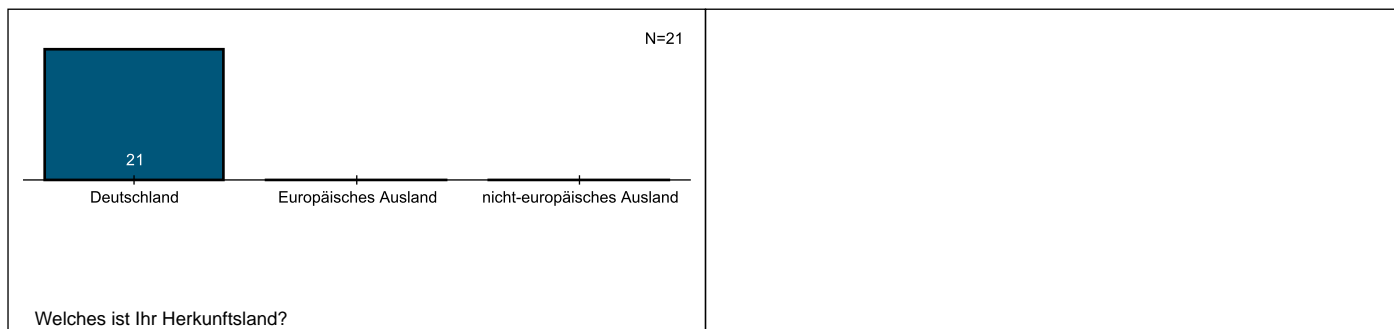 N=21
21
Deutschland Europäisches Ausland nicht-europäisches Ausland
Welches ist Ihr Herkunftsland?